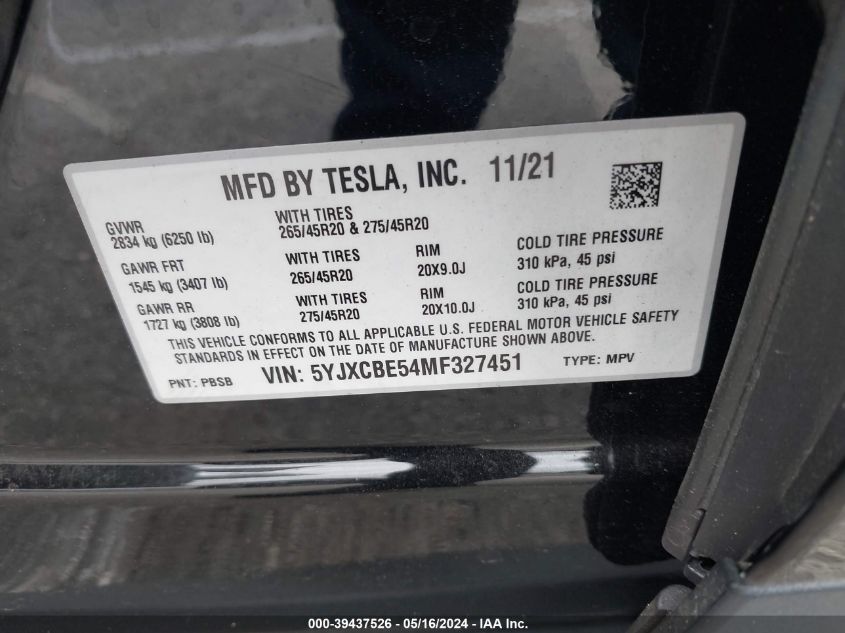 MFD BY TESLA, INC. 11/21
GVWR
2834 kg (6250 lb)
WITH TIRES
265/45R20 & 275/45R20
GAWR FRT
1545 kg (3407 lb)
WITH TIRES
265/45R20
RIM
20X9.0J
COLD TIRE PRESSURE
310 kPa, 45 psi
GAWR RR
1727 kg (3808 lb)
WITH TIRES
275/45R20
RIM
20X10.0J
COLD TIRE PRESSURE
310 kPa, 45 psi
THIS VEHICLE CONFORMS TO ALL APPLICABLE U.S. FEDERAL MOTOR VEHICLE SAFETY
STANDARDS IN EFFECT ON THE DATE OF MANUFACTURE SHOWN ABOVE.
PNT: PBSB VIN: 5YJXCBE54MF327451 TYPE: MPV
000-39437526 - 05/16/2024 - IAA Inc.